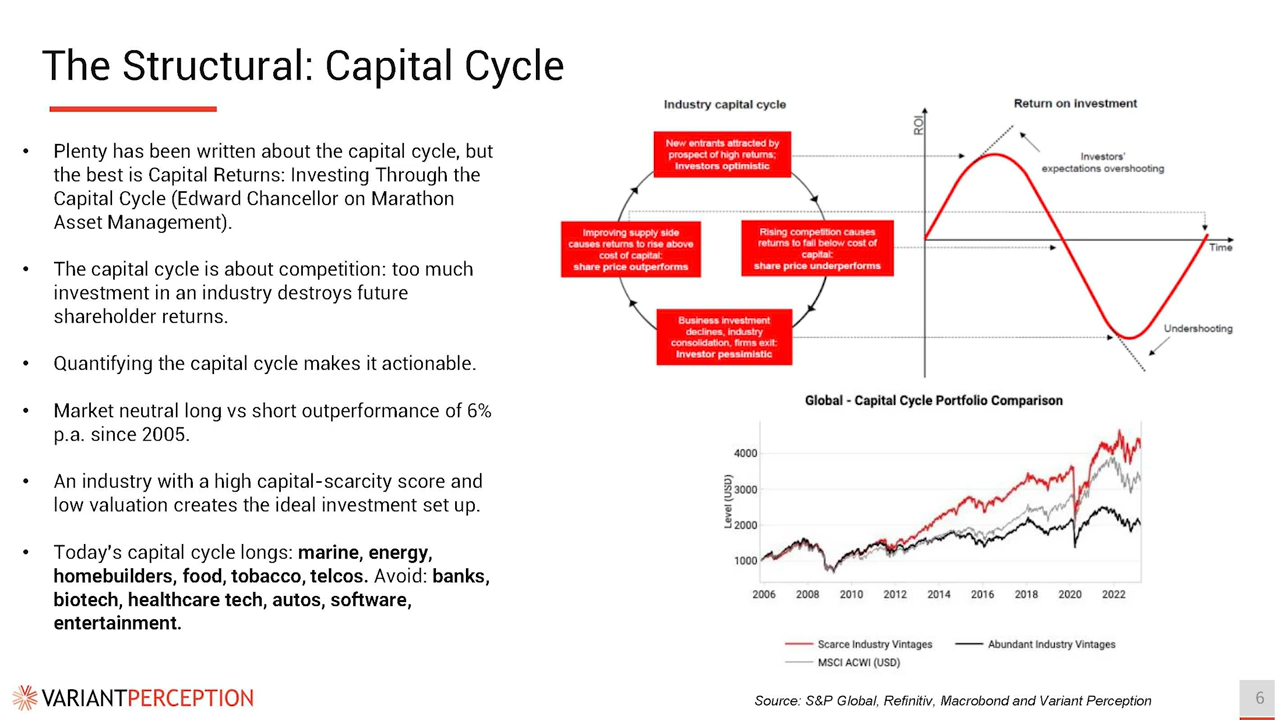 The Structural: Capital Cycle
• Plenty has been written about the capital cycle, but
the best is Capital Returns: Investing Through the
Capital Cycle (Edward Chancellor on Marathon
Asset Management).
• The capital cycle is about competition: too much
investment in an industry destroys future
shareholder returns.
• Quantifying the capital cycle makes it actionable.
• Market neutral long vs short outperformance of 6%
p.a. since 2005.
• An industry with a high capital-scarcity score and
low valuation creates the ideal investment set up.
• Today's capital cycle longs: marine, energy,
homebuilders, food, tobacco, telcos. Avoid: banks,
biotech, healthcare tech, autos, software,
entertainment.
Industry capital cycle
New entrants attracted by
prospect of high returns;
Investors optimistic
Improving supply side
causes returns to rise above
cost of capital:
share price outperforms
Rising competition causes
returns to fall below cost of
capital:
share price underperforms
Business investment
declines, industry
consolidation, firms exit:
Investor pessimistic
Return on investment
ROI
Investors'
expectations overshooting
Time
Undershooting
Global - Capital Cycle Portfolio Comparison
Level (USD)
4000
3000
2000
1000
2006 2008 2010 2012 2014 2016 2018 2020 2022
Scarce Industry Vintages
Abundant Industry Vintages
MSCI ACWI (USD)
VARIANTPERCEPTION
Source: S&P Global, Refinitiv, Macrobond and Variant Perception
6